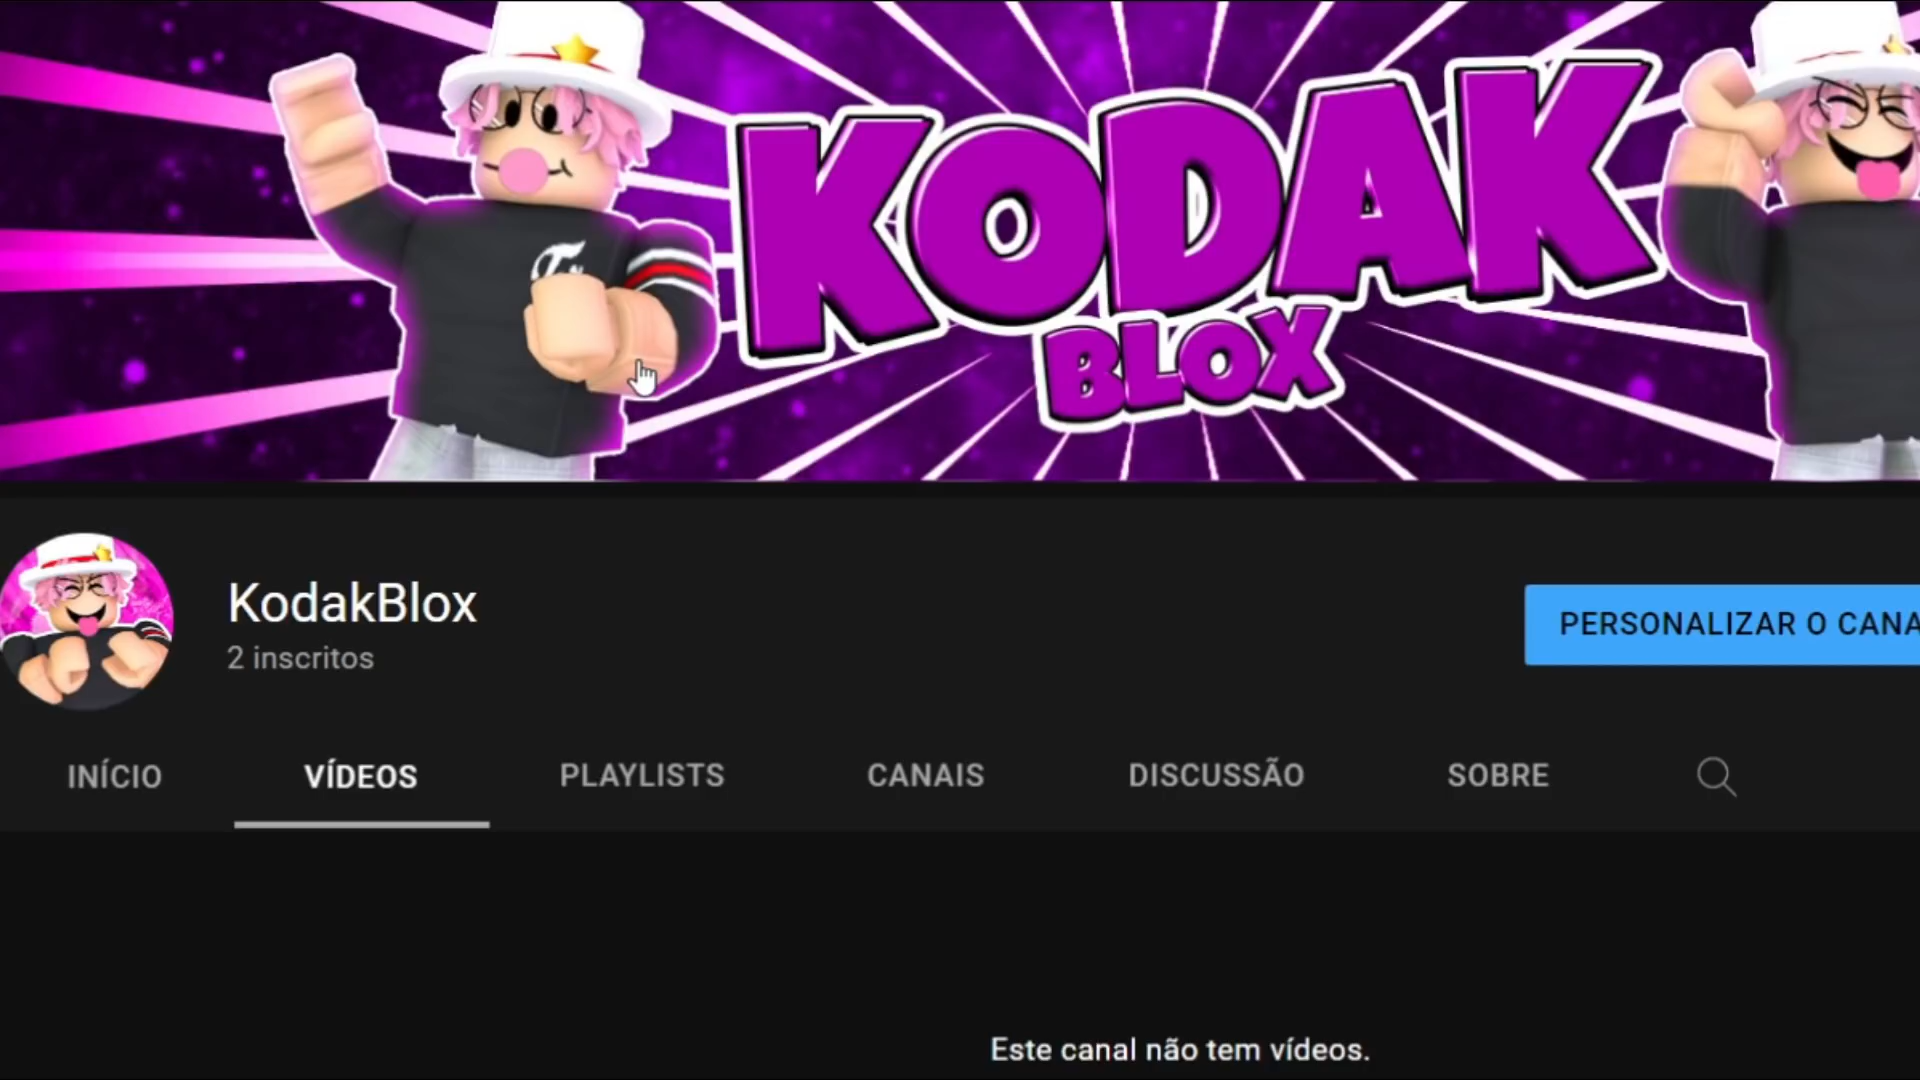 KODAK
BLOX
KodakBlox
2 inscritos
PERSONALIZAR O CANA
INÍCIO
VÍDEOS
PLAYLISTS
CANAIS
DISCUSSÃO
SOBRE
Este canal não tem vídeos.